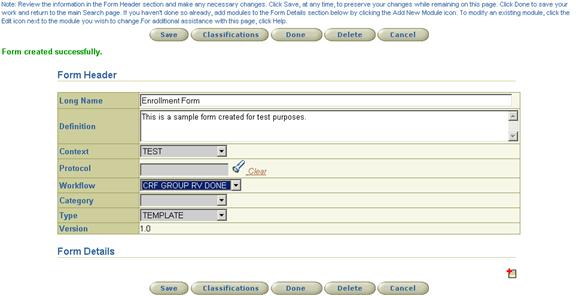 Note: Review the information in the Form Header section and make any necessary changes. Click Save, at any time, to preserve your changes while remaining on this page. Click Done to save your
work and return to the main Search page. If you haven't done so already, add modules to the Form Details section below by clicking the Add New Module icon. To modify an existing module, click the
Edit icon next to the module you wish to change.For additional assistance with this page, click Help.
Save Classifications Done Delete Cancel
Form created successfully.
Form Header
Long Name Enrollment Form
Definition This is a sample form created for test purposes.
Context TEST
Protocol Clear
Workflow CRF GROUP RV DONE
Category
Type TEMPLATE
Version 1.0
Form Details
Save Classifications Done Delete Cancel